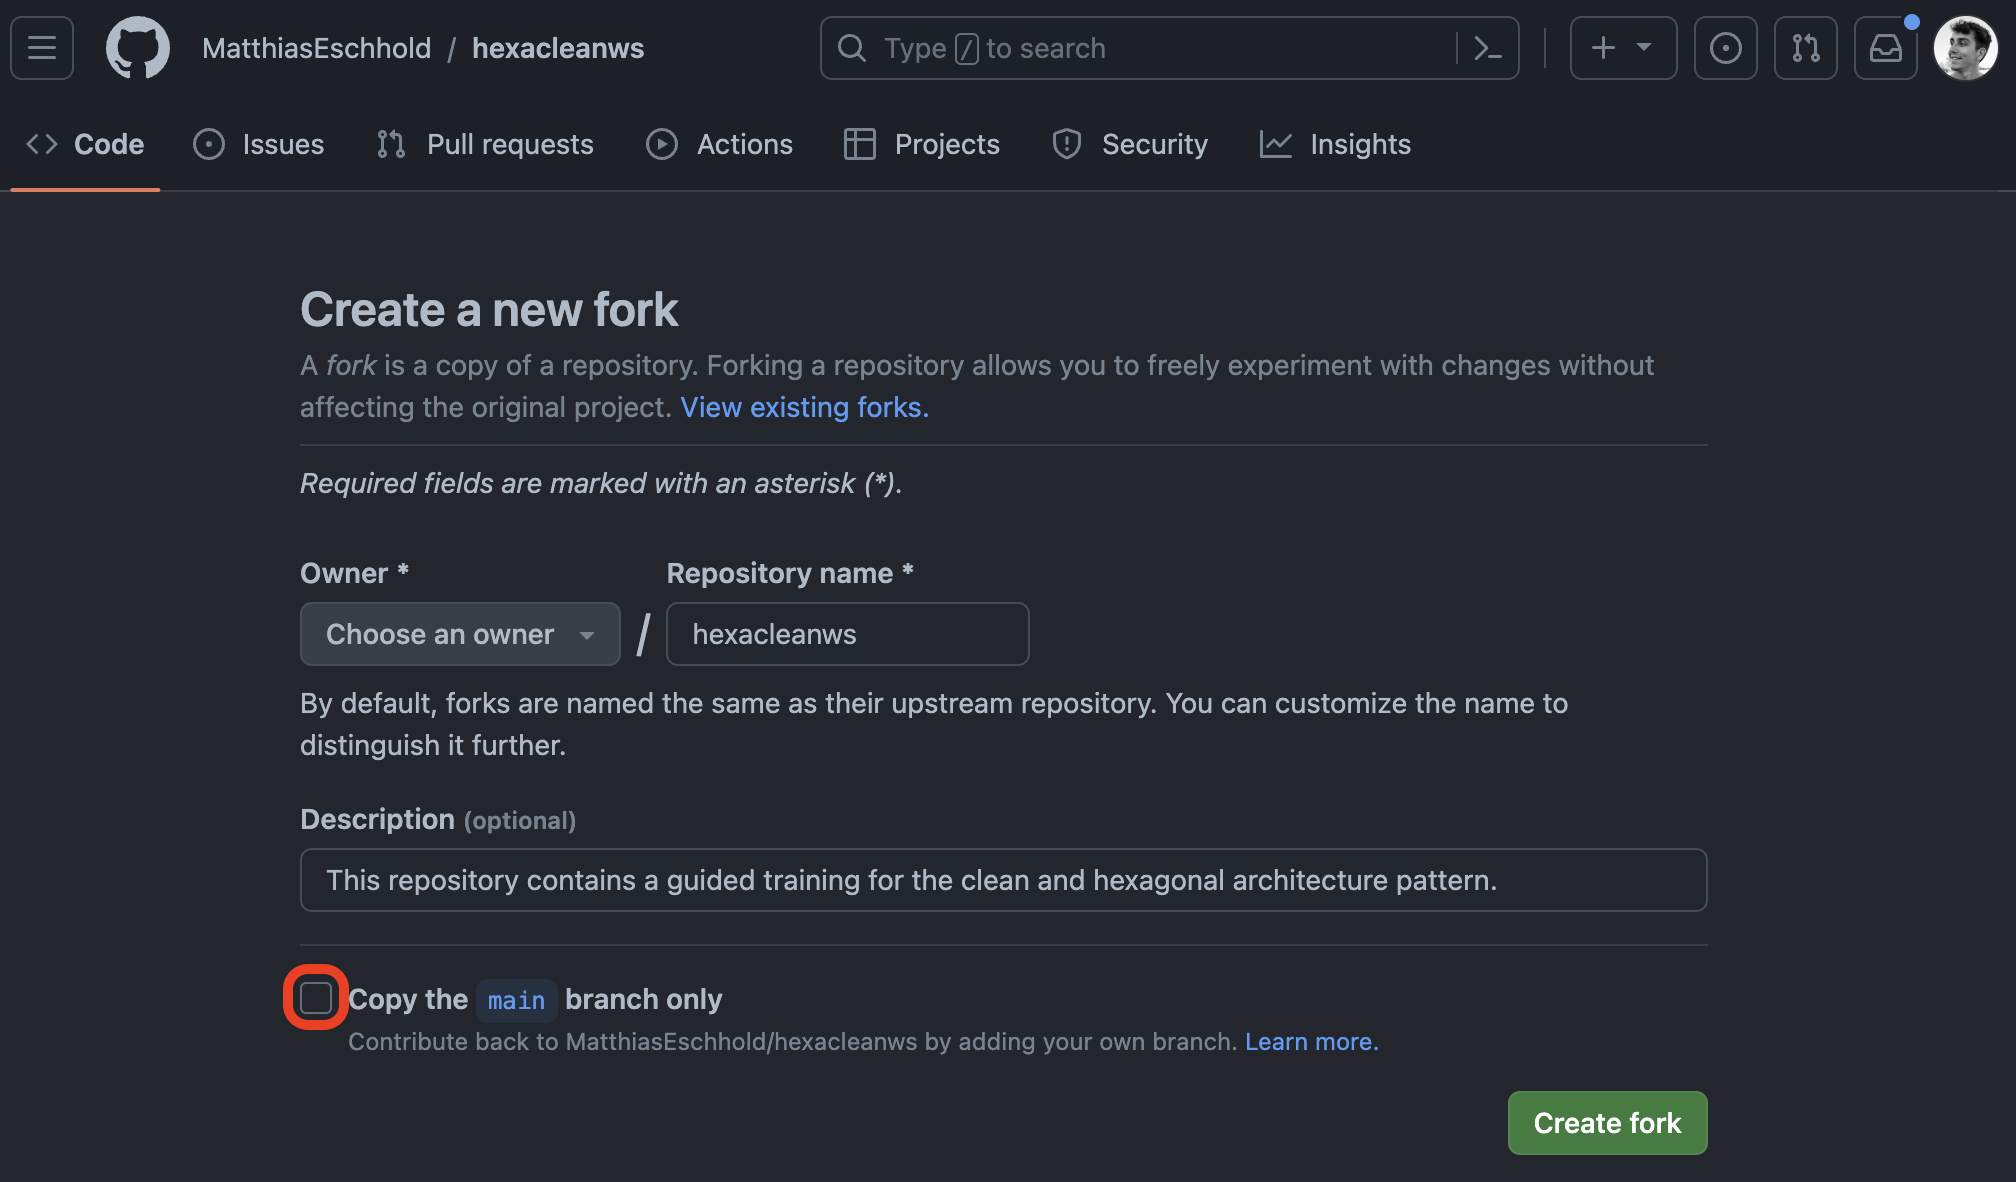 MatthiasEschhold / hexacleanws
Type / to search
Code Issues Pull requests Actions Projects Security Insights
Create a new fork
A fork is a copy of a repository. Forking a repository allows you to freely experiment with changes without
affecting the original project. View existing forks.
Required fields are marked with an asterisk (*).
Owner * Repository name *
Choose an owner / hexacleanws
By default, forks are named the same as their upstream repository. You can customize the name to
distinguish it further.
Description (optional)
This repository contains a guided training for the clean and hexagonal architecture pattern.
Copy the main branch only
Contribute back to MatthiasEschhold/hexacleanws by adding your own branch. Learn more.
Create fork